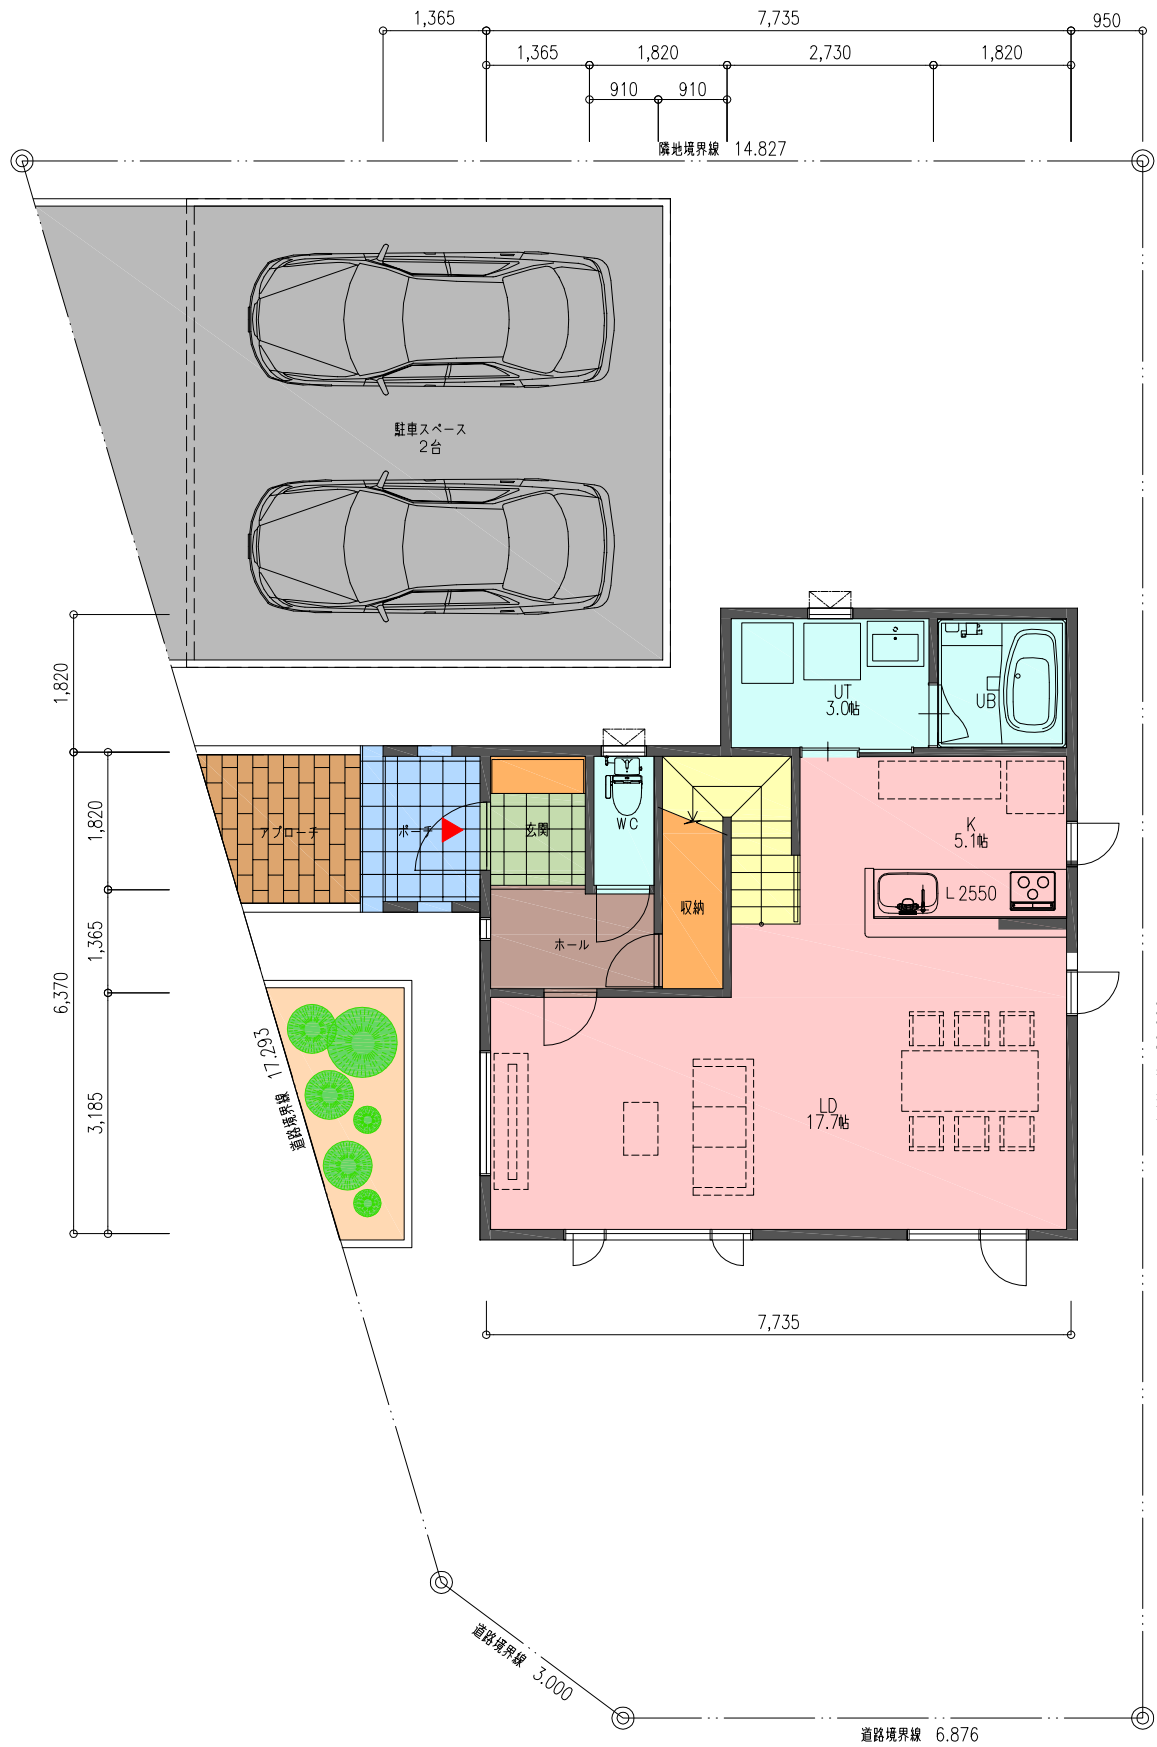 1,365
7,735
950
1,365
1,820
2,730
1,820
910
910
隣地境界線 14.827
駐車スペース
2台
1,820
6,370
1,820
1,365
3,185
UT
3.0帖
UB
アプローチ
ポーチ
玄関
WC
K
5.1帖
L2550
収納
ホール
道路境界線 17.293
LD
17.7帖
7,735
道路境界線 3.000
道路境界線 6.876